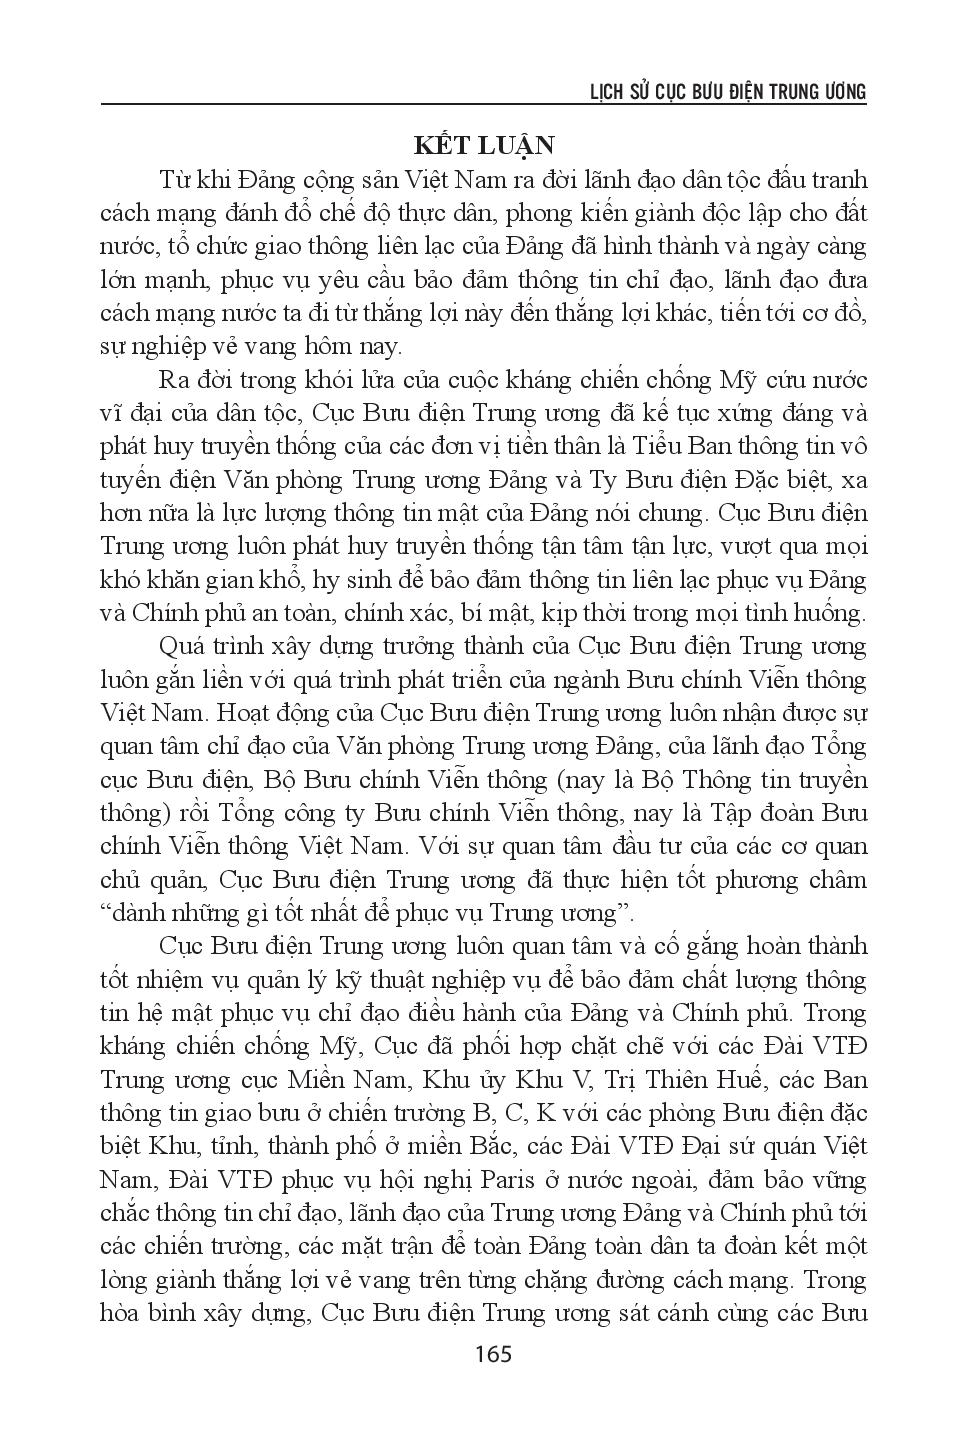 LỊCH SỬ CỤC BƯU ĐIỆN TRUNG ƯƠNG
KẾT LUẬN
Từ khi Đảng cộng sản Việt Nam ra đời lãnh đạo dân tộc đấu tranh
cách mạng đánh đổ chế độ thực dân, phong kiến giành độc lập cho đất
nước, tổ chức giao thông liên lạc của Đảng đã hình thành và ngày càng
lớn mạnh, phục vụ yêu cầu bảo đảm thông tin chỉ đạo, lãnh đạo đưa
cách mạng nước ta đi từ thắng lợi này đến thắng lợi khác, tiến tới cơ đồ,
sự nghiệp vẻ vang hôm nay.
Ra đời trong khói lửa của cuộc kháng chiến chống Mỹ cứu nước
vĩ đại của dân tộc, Cục Bưu điện Trung ương đã kế tục xứng đáng và
phát huy truyền thống của các đơn vị tiền thân là Tiểu Ban thông tin vô
tuyến điện Văn phòng Trung ương Đảng và Ty Bưu điện Đặc biệt, xa
hơn nữa là lực lượng thông tin mật của Đảng nói chung. Cục Bưu điện
Trung ương luôn phát huy truyền thống tận tâm tận lực, vượt qua mọi
khó khăn gian khổ, hy sinh để bảo đảm thông tin liên lạc phục vụ Đảng
và Chính phủ an toàn, chính xác, bí mật, kịp thời trong mọi tình huống.
Quá trình xây dựng trưởng thành của Cục Bưu điện Trung ương
luôn gắn liền với quá trình phát triển của ngành Bưu chính Viễn thông
Việt Nam. Hoạt động của Cục Bưu điện Trung ương luôn nhận được sự
quan tâm chỉ đạo của Văn phòng Trung ương Đảng, của lãnh đạo Tổng
cục Bưu điện, Bộ Bưu chính Viễn thông (nay là Bộ Thông tin truyền
thông) rồi Tổng công ty Bưu chính Viễn thông, nay là Tập đoàn Bưu
chính Viễn thông Việt Nam. Với sự quan tâm đầu tư của các cơ quan
chủ quản, Cục Bưu điện Trung ương đã thực hiện tốt phương châm
“dành những gì tốt nhất để phục vụ Trung ương”.
Cục Bưu điện Trung ương luôn quan tâm và cố gắng hoàn thành
tốt nhiệm vụ quản lý kỹ thuật nghiệp vụ để bảo đảm chất lượng thông
tin hệ mật phục vụ chỉ đạo điều hành của Đảng và Chính phủ. Trong
kháng chiến chống Mỹ, Cục đã phối hợp chặt chẽ với các Đài VTĐ
Trung ương cục Miền Nam, Khu ủy Khu V, Trị Thiên Huế, các Ban
thông tin giao bưu ở chiến trường B, C, K với các phòng Bưu điện đặc
biệt Khu, tỉnh, thành phố ở miền Bắc, các Đài VTĐ Đại sứ quán Việt
Nam, Đài VTĐ phục vụ hội nghị Paris ở nước ngoài, đảm bảo vững
chắc thông tin chỉ đạo, lãnh đạo của Trung ương Đảng và Chính phủ tới
các chiến trường, các mặt trận để toàn Đảng toàn dân ta đoàn kết một
lòng giành thắng lợi vẻ vang trên từng chặng đường cách mạng. Trong
hòa bình xây dựng, Cục Bưu điện Trung ương sát cánh cùng các Bưu
165